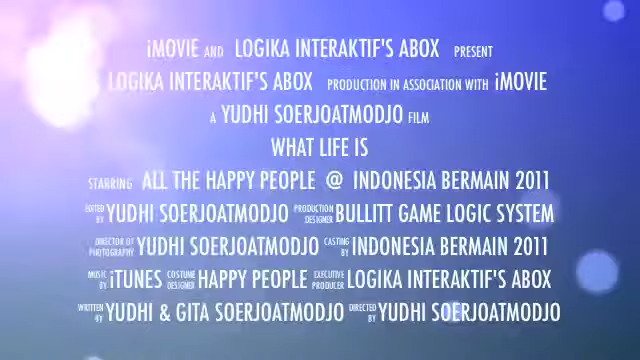 iMOVIE AND LOGIKA INTERAKTIF'S ABOX PRESENT
LOGIKA INTERAKTIF'S ABOX PRODUCTION IN ASSOCIATION WITH iMOVIE
A YUDHI SOERJOATMODJO FILM
WHAT LIFE IS
STARRING ALL THE HAPPY PEOPLE @ INDONESIA BERMAIN 2011
EDITED BY YUDHI SOERJOATMODJO PRODUCTION DESIGNER BULLITT GAME LOGIC SYSTEM
DIRECTOR OF PHOTOGRAPHY YUDHI SOERJOATMODJO CASTING BY INDONESIA BERMAIN 2011
MUSIC BY iTUNES COSTUME DESIGNER HAPPY PEOPLE EXECUTIVE PRODUCER LOGIKA INTERAKTIF'S ABOX
WRITTEN BY YUDHI & GITA SOERJOATMODJO DIRECTED BY YUDHI SOERJOATMODJO